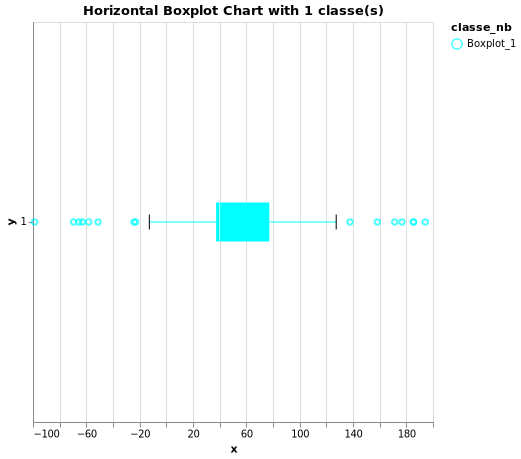 Horizontal Boxplot Chart with 1 classe(s)
classe_nb
Boxplot_1
y
1
−100 −60 −20 20 60 100 140 180
x